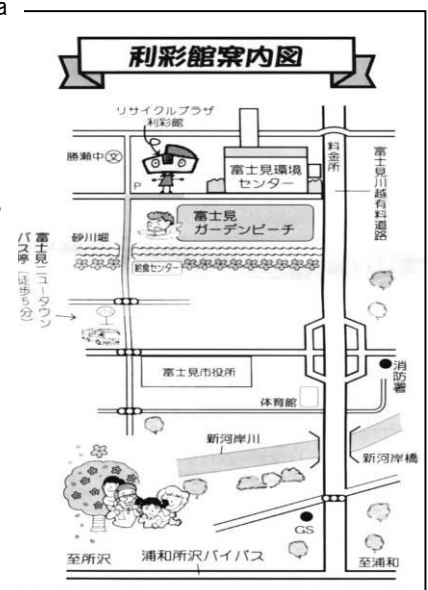 a
利彩館案内図
リサイクルプラザ
利彩館
勝瀬中 文
P
富士見環境
センター
料金所
富士見川越有料道路
富士見
ガーデンビーチ
砂川堀
給食センター
富士見ニュータウン
バス停(徒歩5分)
富士見市役所
消防署
体育館
新河岸川
新河岸橋
GS
至所沢
浦和所沢バイパス
至浦和